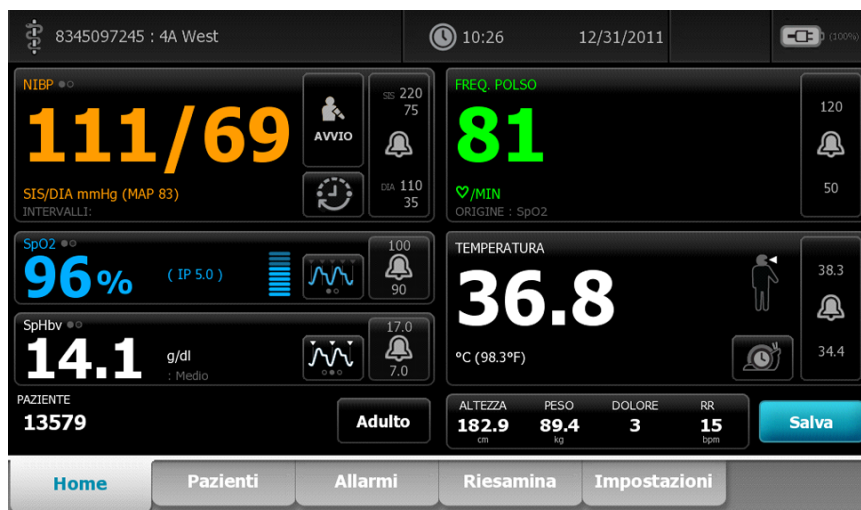 8345097245 : 4A West
10:26
12/31/2011
(100%)
NIBP
111/69
SIS/DIA mmHg (MAP 83)
INTERVALLI:
AVVIO
SIS 220
75
DIA 110
35
FREQ. POLSO
81
/MIN
ORIGINE : SpO2
120
50
SpO2
96%
( IP 5.0 )
100
90
SpHbv
14.1
g/dl
: Medio
17.0
7.0
TEMPERATURA
36.8
°C (98.3°F)
38.3
34.4
PAZIENTE
13579
Adulto
ALTEZZA PESO DOLORE RR
182.9 89.4 3 15
cm kg bpm
Salva
Home Pazienti Allarmi Riesamina Impostazioni